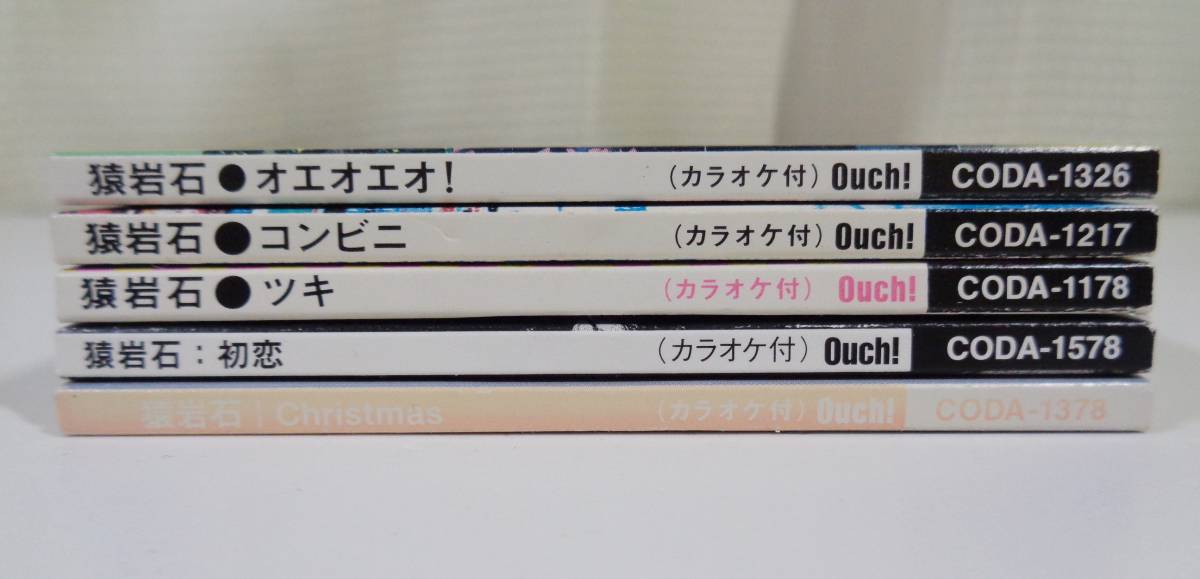 猿岩石●オエオエオ! (カラオケ付) Ouch! CODA-1326
猿岩石●コンビニ (カラオケ付) Ouch! CODA-1217
猿岩石●ツキ (カラオケ付) Ouch! CODA-1178
猿岩石:初恋 (カラオケ付) Ouch! CODA-1578
猿岩石|Christmas (カラオケ付) Ouch! CODA-1378